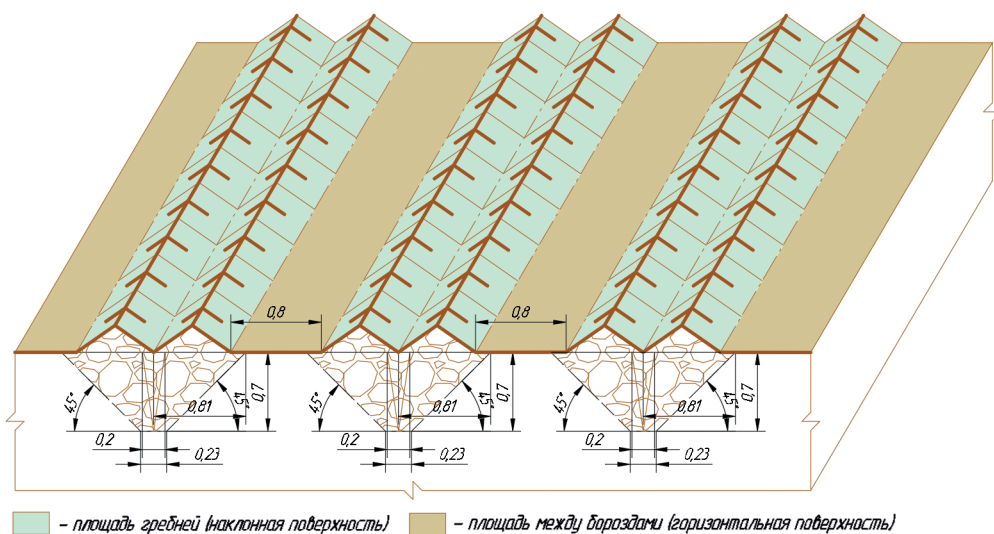 0,8 0,8
45° 0,81 45° 0,7 45° 0,81 45° 0,7 45° 0,81 45° 0,7
0,2 0,2 0,2
0,23 0,23 0,23
– площадь гребней (наклонная поверхность) – площадь между бороздами (горизонтальная поверхность)